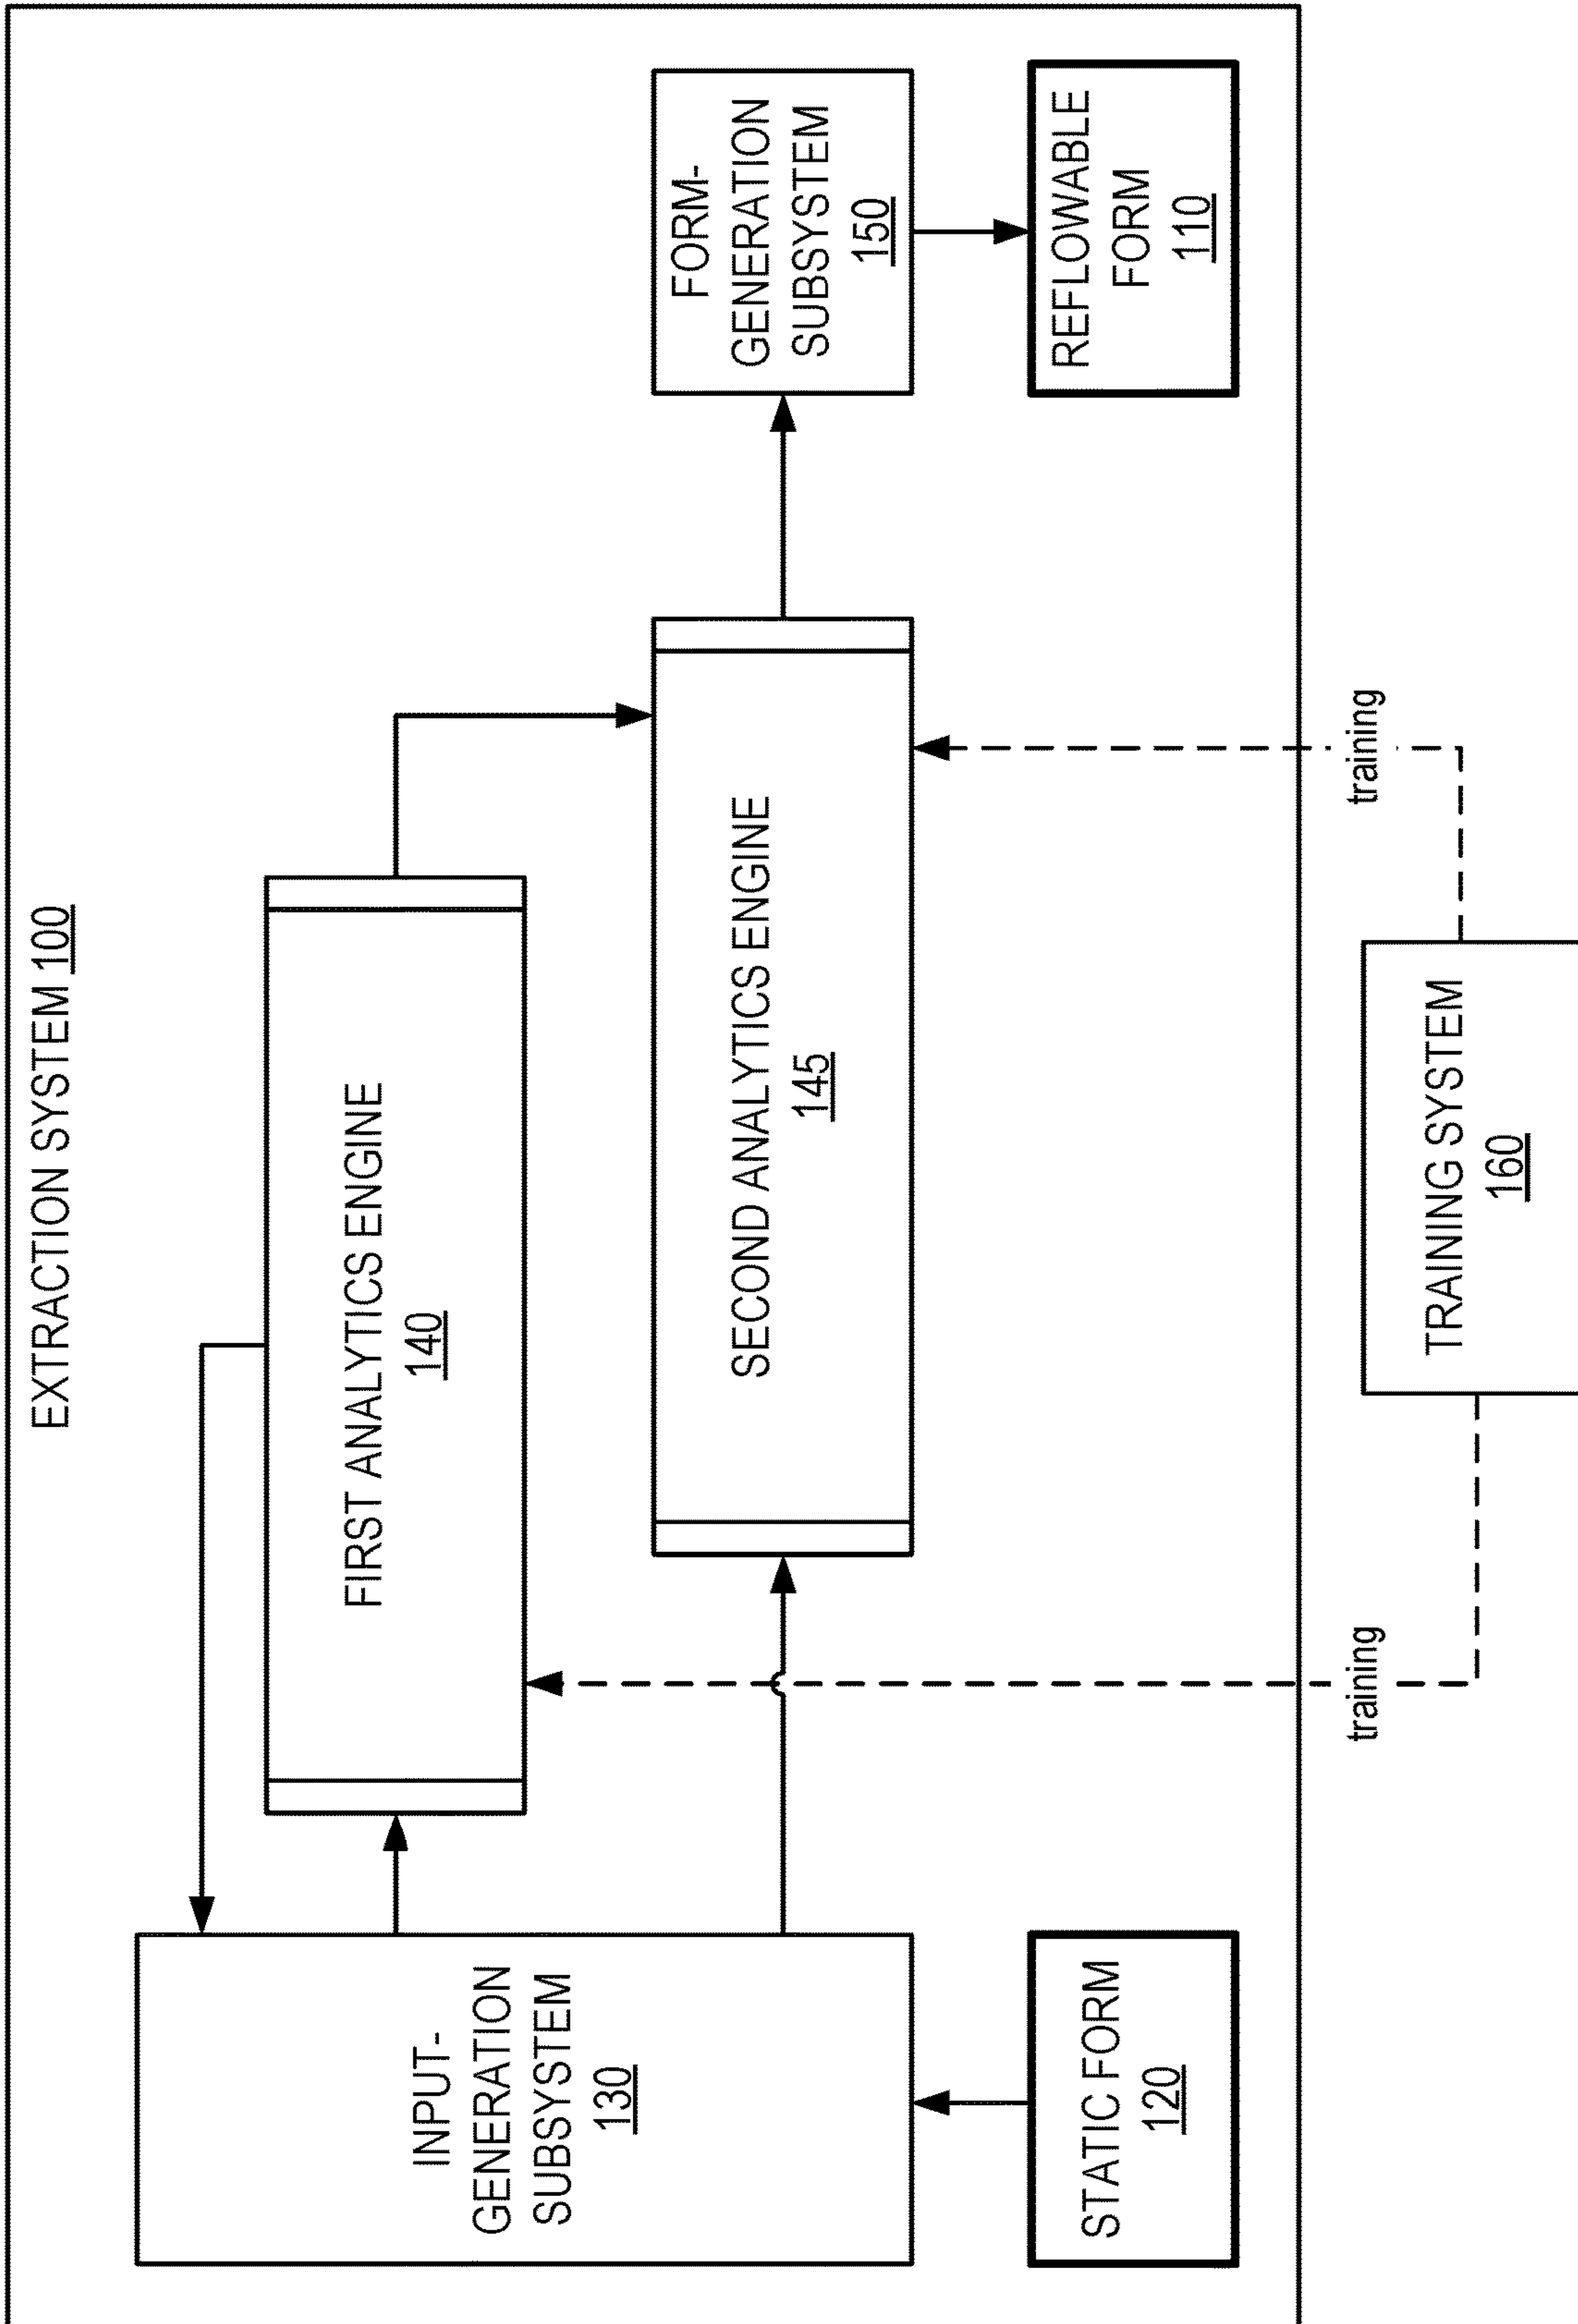 EXTRACTION SYSTEM 100
INPUT-
GENERATION
SUBSYSTEM
130
FIRST ANALYTICS ENGINE
140
SECOND ANALYTICS ENGINE
145
FORM-
GENERATION
SUBSYSTEM
150
STATIC FORM
120
REFLOWABLE
FORM
110
training
training
TRAINING SYSTEM
160